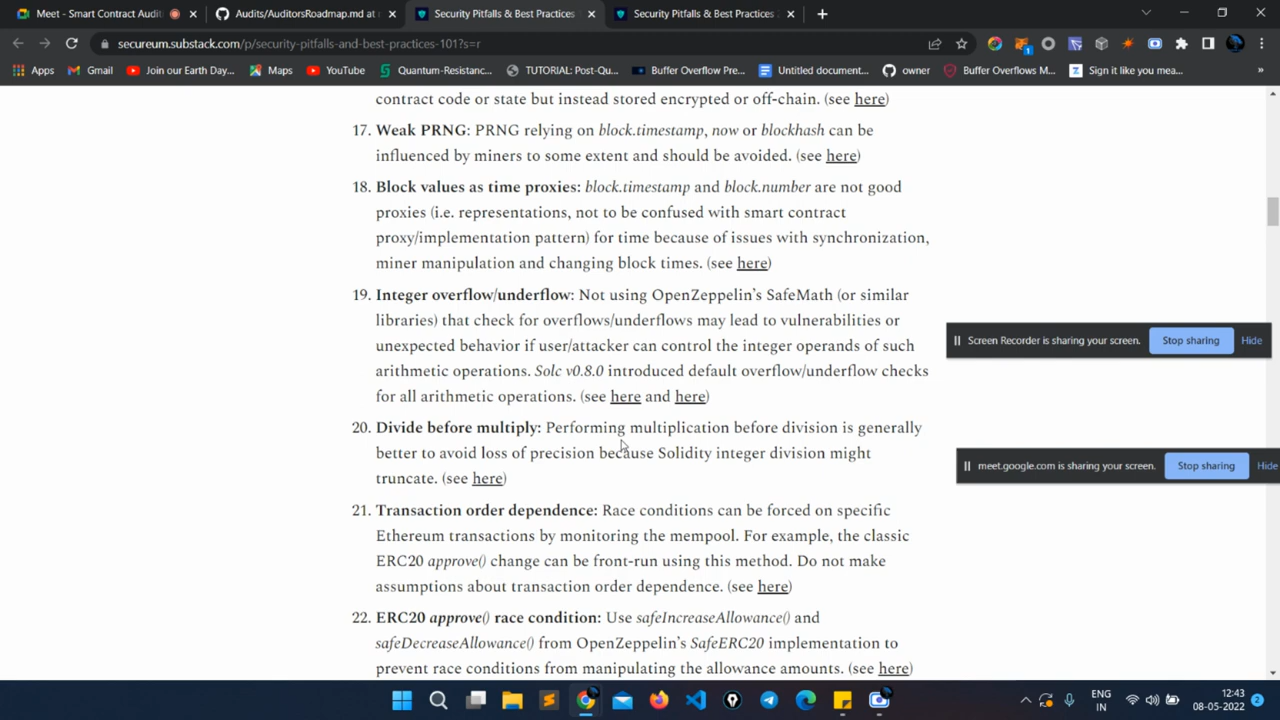 Meet - Smart Contract Audit
Audits/AuditorsRoadmap.md at
Security Pitfalls & Best Practices
Security Pitfalls & Best Practices
secureum.substack.com/p/security-pitfalls-and-best-practices-101?s=r
Apps
Gmail
Join our Earth Day...
Maps
YouTube
Quantum-Resistanc...
TUTORIAL: Post-Qu...
Buffer Overflow Pre...
Untitled document...
owner
Buffer Overflows M...
Sign it like you mea...
»
contract code or state but instead stored encrypted or off-chain. (see here)
17. Weak PRNG: PRNG relying on block.timestamp, now or blockhash can be
influenced by miners to some extent and should be avoided. (see here)
18. Block values as time proxies: block.timestamp and block.number are not good
proxies (i.e. representations, not to be confused with smart contract
proxy/implementation pattern) for time because of issues with synchronization,
miner manipulation and changing block times. (see here)
19. Integer overflow/underflow: Not using OpenZeppelin’s SafeMath (or similar
libraries) that check for overflows/underflows may lead to vulnerabilities or
unexpected behavior if user/attacker can control the integer operands of such
arithmetic operations. Solc v0.8.0 introduced default overflow/underflow checks
for all arithmetic operations. (see here and here)
20. Divide before multiply: Performing multiplication before division is generally
better to avoid loss of precision because Solidity integer division might
truncate. (see here)
21. Transaction order dependence: Race conditions can be forced on specific
Ethereum transactions by monitoring the mempool. For example, the classic
ERC20 approve() change can be front-run using this method. Do not make
assumptions about transaction order dependence. (see here)
22. ERC20 approve() race condition: Use safeIncreaseAllowance() and
safeDecreaseAllowance() from OpenZeppelin’s SafeERC20 implementation to
prevent race conditions from manipulating the allowance amounts. (see here)
Screen Recorder is sharing your screen.
Stop sharing
Hide
meet.google.com is sharing your screen.
Stop sharing
Hide
ENG
IN
12:43
08-05-2022
2